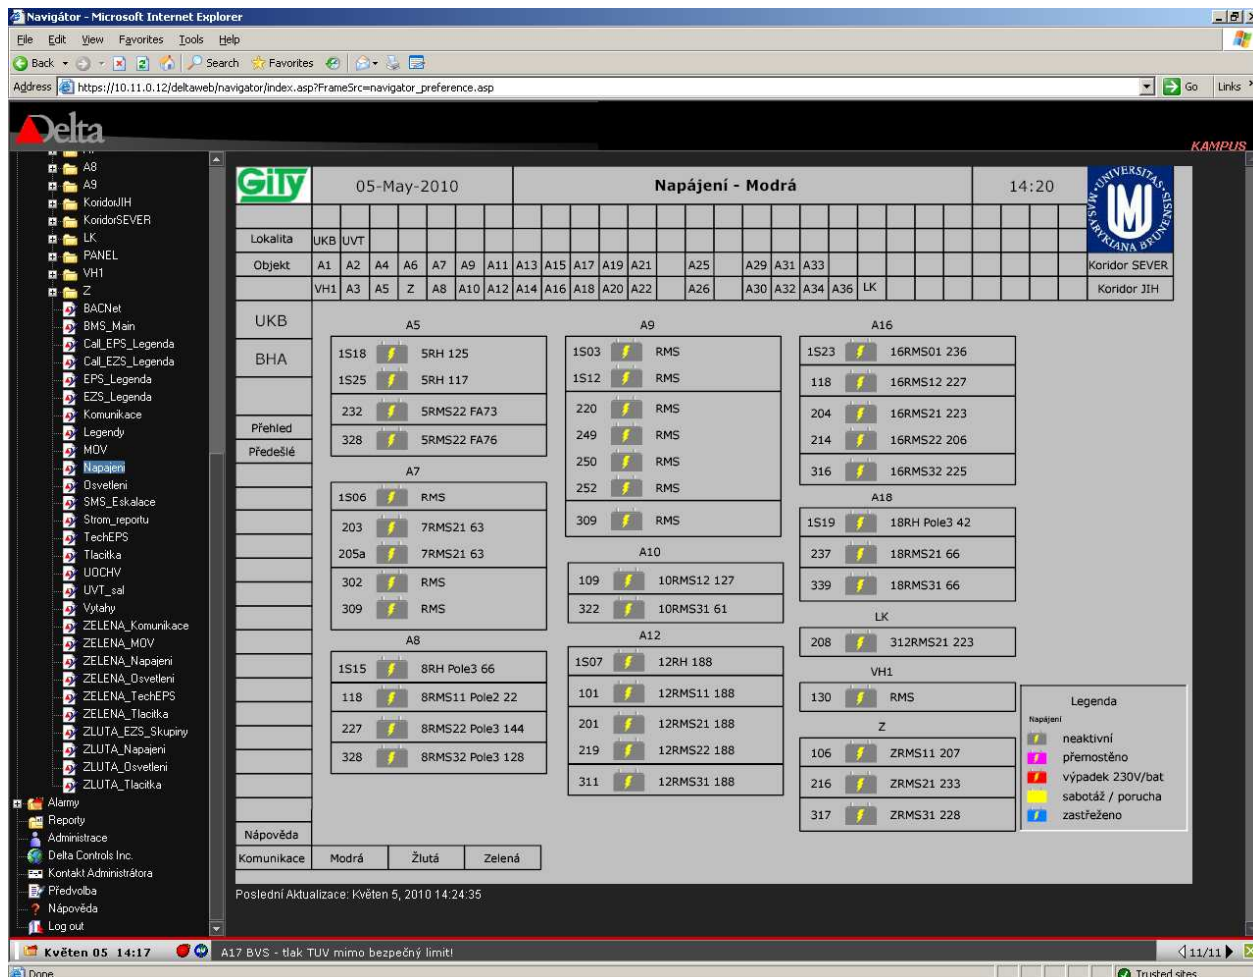 Navigátor - Microsoft Internet Explorer
File Edit View Favorites Tools Help
Back Search Favorites
Address https://10.11.0.12/deltaweb/navigator/index.asp?FrameSrc=navigator_preference.asp Go Links
Delta
KAMPUS
A8
A9
KoridorJIH
KoridorSEVER
LK
PANEL
VH1
Z
BACNet
BMS_Main
Call_EPS_Legenda
Call_EZS_Legenda
EPS_Legenda
EZS_Legenda
Komunikace
Legendy
MOV
Napajeni
Osvetleni
SMS_Eskalace
Strom_reportu
TechEPS
Tlacitka
UOCHV
UVT_sal
Vytahy
ZELENA_Komunikace
ZELENA_MOV
ZELENA_Napajeni
ZELENA_Osvetleni
ZELENA_TechEPS
ZELENA_Tlacitka
ZLUTA_EZS_Skupiny
ZLUTA_Napajeni
ZLUTA_Osvetleni
ZLUTA_Tlacitka
Alarmy
Reporty
Administrace
Delta Controls Inc.
Kontakt Administrátora
Předvolba
Nápověda
Log out
GiTy 05-May-2010 Napájení - Modrá 14:20
UNIVERSITAS MASARYKIANA BRUNENSIS
Lokalita UKB UVT
Objekt A1 A2 A4 A6 A7 A9 A11 A13 A15 A17 A19 A21 A25 A29 A31 A33 Koridor SEVER
VH1 A3 A5 Z A8 A10 A12 A14 A16 A18 A20 A22 A26 A30 A32 A34 A36 LK Koridor JIH
UKB
BHA
Přehled
Předešlé
Nápověda
Komunikace Modrá Žlutá Zelená
A5
1S18 5RH 125
1S25 5RH 117
232 5RMS22 FA73
328 5RMS22 FA76
A7
1S06 RMS
203 7RMS21 63
205a 7RMS21 63
302 RMS
309 RMS
A8
1S15 8RH Pole3 66
118 8RMS11 Pole2 22
227 8RMS22 Pole3 144
328 8RMS32 Pole3 128
A9
1S03 RMS
1S12 RMS
220 RMS
249 RMS
250 RMS
252 RMS
309 RMS
A10
109 10RMS12 127
322 10RMS31 61
A12
1S07 12RH 188
101 12RMS11 188
201 12RMS21 188
219 12RMS22 188
311 12RMS31 188
A16
1S23 16RMS01 236
118 16RMS12 227
204 16RMS21 223
214 16RMS22 206
316 16RMS32 225
A18
1S19 18RH Pole3 42
237 18RMS21 66
339 18RMS31 66
LK
208 312RMS21 223
VH1
130 RMS
Z
106 ZRMS11 207
216 ZRMS21 233
317 ZRMS31 228
Legenda
Napájení
neaktivní
přemostěno
výpadek 230V/bat
sabotáž / porucha
zastřeženo
Poslední Aktualizace: Květen 5, 2010 14:24:35
Květen 05 14:17 A17 BVS - tlak TUV mimo bezpečný limit! 11/11
Done Trusted sites